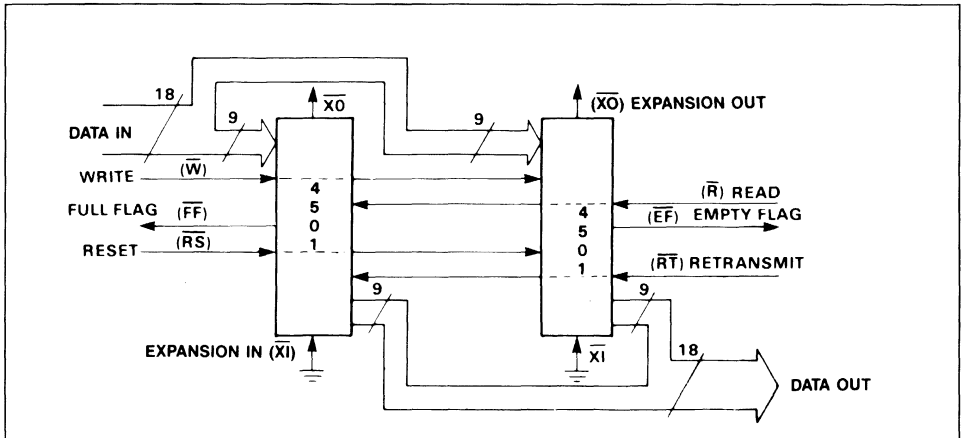 18
DATA IN
9
X̅O̅
9
(X̅O̅) EXPANSION OUT
WRITE (W̅)
FULL FLAG (F̅F̅)
RESET (R̅S̅)
4
5
0
1
4
5
0
1
(R̅) READ
(E̅F̅) EMPTY FLAG
(R̅T̅) RETRANSMIT
9
9
EXPANSION IN (X̅I̅)
X̅I̅
18
DATA OUT